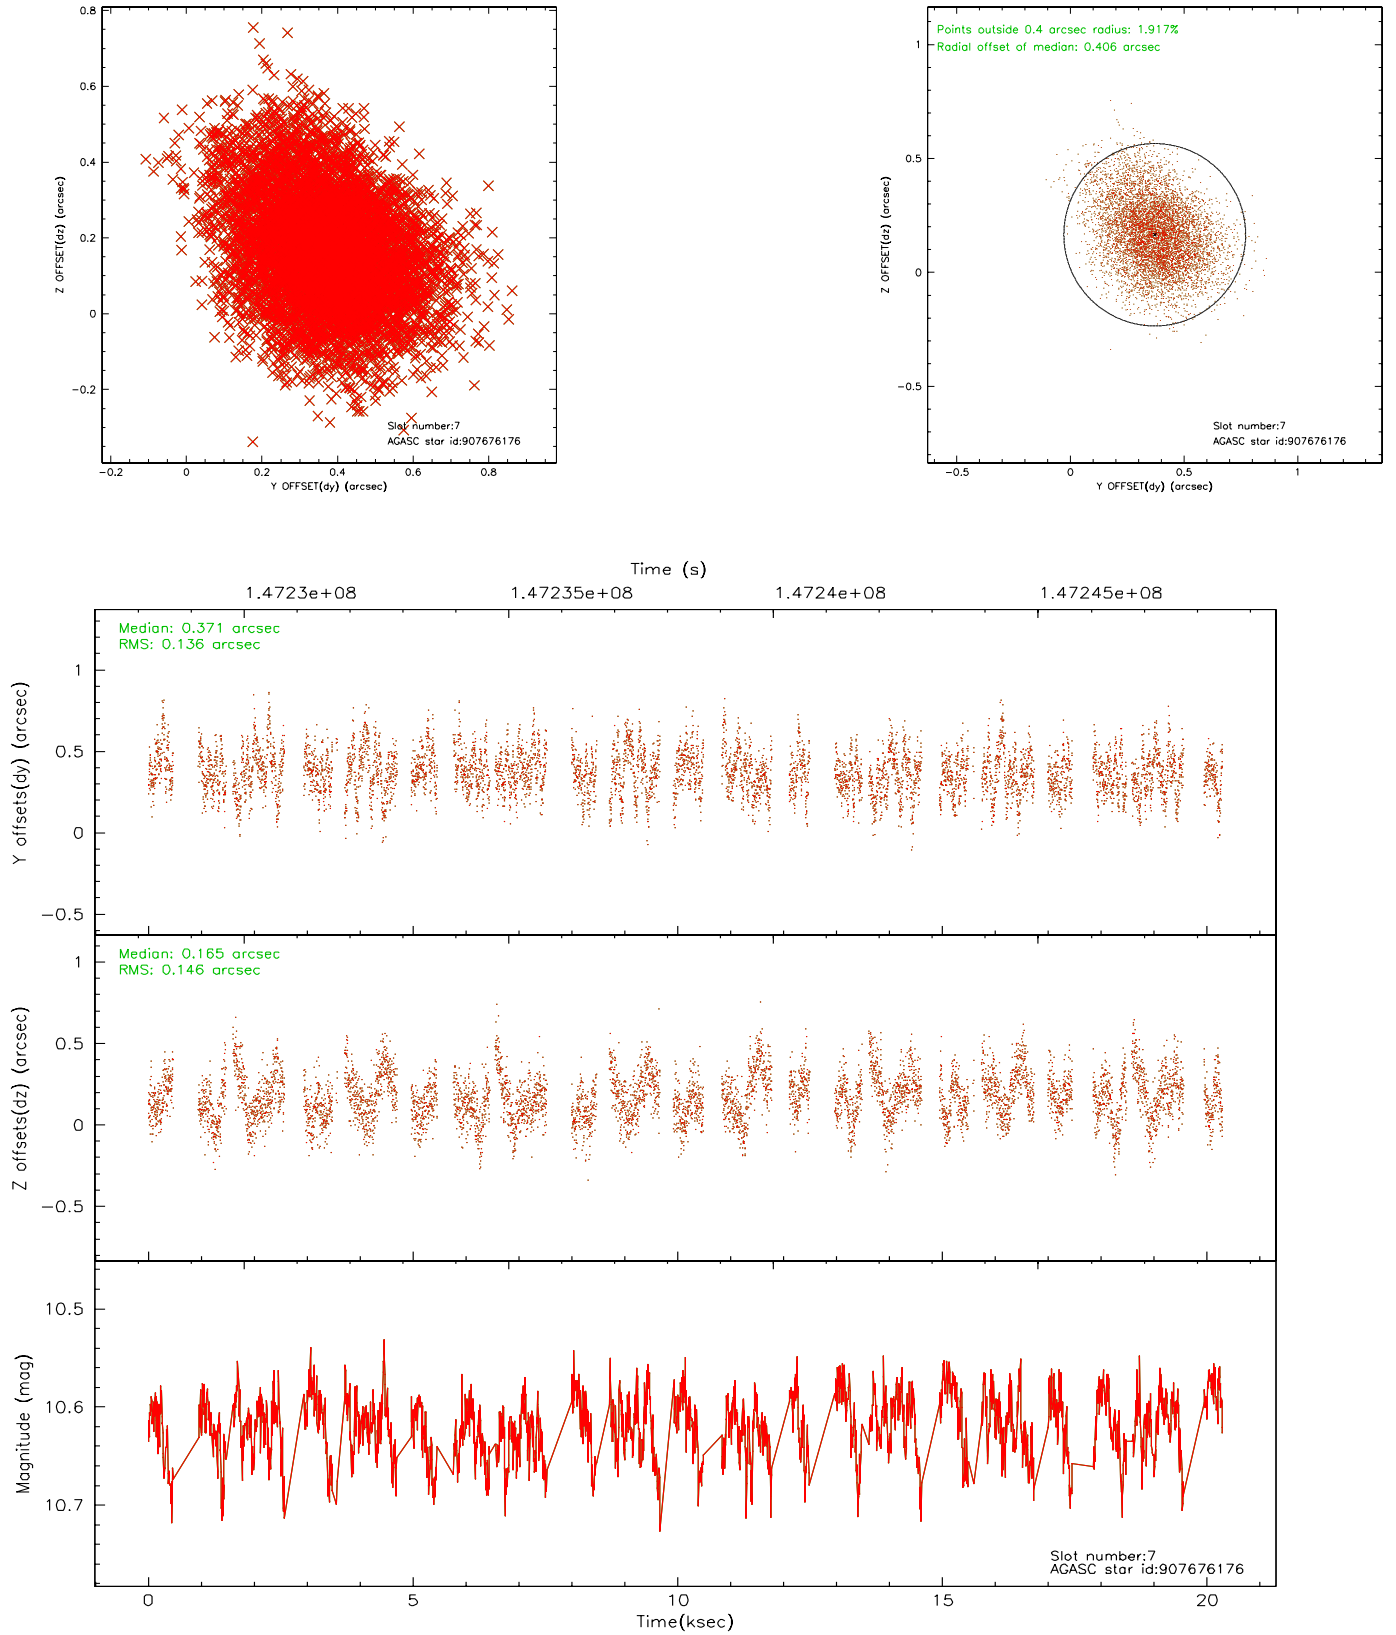 0.8
0.6
0.4
0.2
0
−0.2
Z OFFSET(dz) (arcsec)
Slot number:7
AGASC star id:907676176
−0.2 0 0.2 0.4 0.6 0.8
Y OFFSET(dy) (arcsec)
Points outside 0.4 arcsec radius: 1.917%
Radial offset of median: 0.406 arcsec
1
0.5
0
−0.5
Z OFFSET(dz) (arcsec)
Slot number:7
AGASC star id:907676176
−0.5 0 0.5 1
Y OFFSET(dy) (arcsec)
Time (s)
1.4723e+08 1.47235e+08 1.4724e+08 1.47245e+08
Median: 0.371 arcsec
RMS: 0.136 arcsec
1
0.5
0
−0.5
Y offsets(dy) (arcsec)
Median: 0.165 arcsec
RMS: 0.146 arcsec
1
0.5
0
−0.5
Z offsets(dz) (arcsec)
10.5
10.6
10.7
Magnitude (mag)
Slot number:7
AGASC star id:907676176
0 5 10 15 20
Time(ksec)